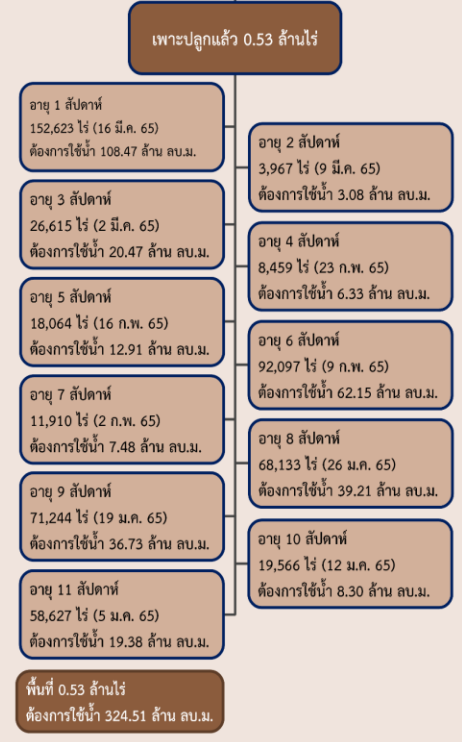 เพาะปลูกแล้ว 0.53 ล้านไร่
อายุ 1 สัปดาห์
152,623 ไร่ (16 มี.ค. 65)
ต้องการใช้น้ำ 108.47 ล้าน ลบ.ม.
อายุ 2 สัปดาห์
3,967 ไร่ (9 มี.ค. 65)
ต้องการใช้น้ำ 3.08 ล้าน ลบ.ม.
อายุ 3 สัปดาห์
26,615 ไร่ (2 มี.ค. 65)
ต้องการใช้น้ำ 20.47 ล้าน ลบ.ม.
อายุ 4 สัปดาห์
8,459 ไร่ (23 ก.พ. 65)
ต้องการใช้น้ำ 6.33 ล้าน ลบ.ม.
อายุ 5 สัปดาห์
18,064 ไร่ (16 ก.พ. 65)
ต้องการใช้น้ำ 12.91 ล้าน ลบ.ม.
อายุ 6 สัปดาห์
92,097 ไร่ (9 ก.พ. 65)
ต้องการใช้น้ำ 62.15 ล้าน ลบ.ม.
อายุ 7 สัปดาห์
11,910 ไร่ (2 ก.พ. 65)
ต้องการใช้น้ำ 7.48 ล้าน ลบ.ม.
อายุ 8 สัปดาห์
68,133 ไร่ (26 ม.ค. 65)
ต้องการใช้น้ำ 39.21 ล้าน ลบ.ม.
อายุ 9 สัปดาห์
71,244 ไร่ (19 ม.ค. 65)
ต้องการใช้น้ำ 36.73 ล้าน ลบ.ม.
อายุ 10 สัปดาห์
19,566 ไร่ (12 ม.ค. 65)
ต้องการใช้น้ำ 8.30 ล้าน ลบ.ม.
อายุ 11 สัปดาห์
58,627 ไร่ (5 ม.ค. 65)
ต้องการใช้น้ำ 19.38 ล้าน ลบ.ม.
พื้นที่ 0.53 ล้านไร่
ต้องการใช้น้ำ 324.51 ล้าน ลบ.ม.